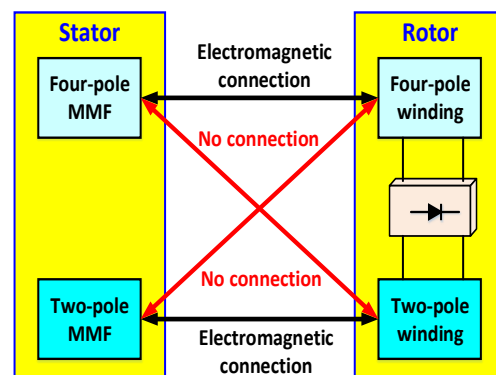 Stator
Rotor
Electromagnetic
connection
Four-pole
MMF
Four-pole
winding
No connection
No connection
Two-pole
MMF
Two-pole
winding
Electromagnetic
connection